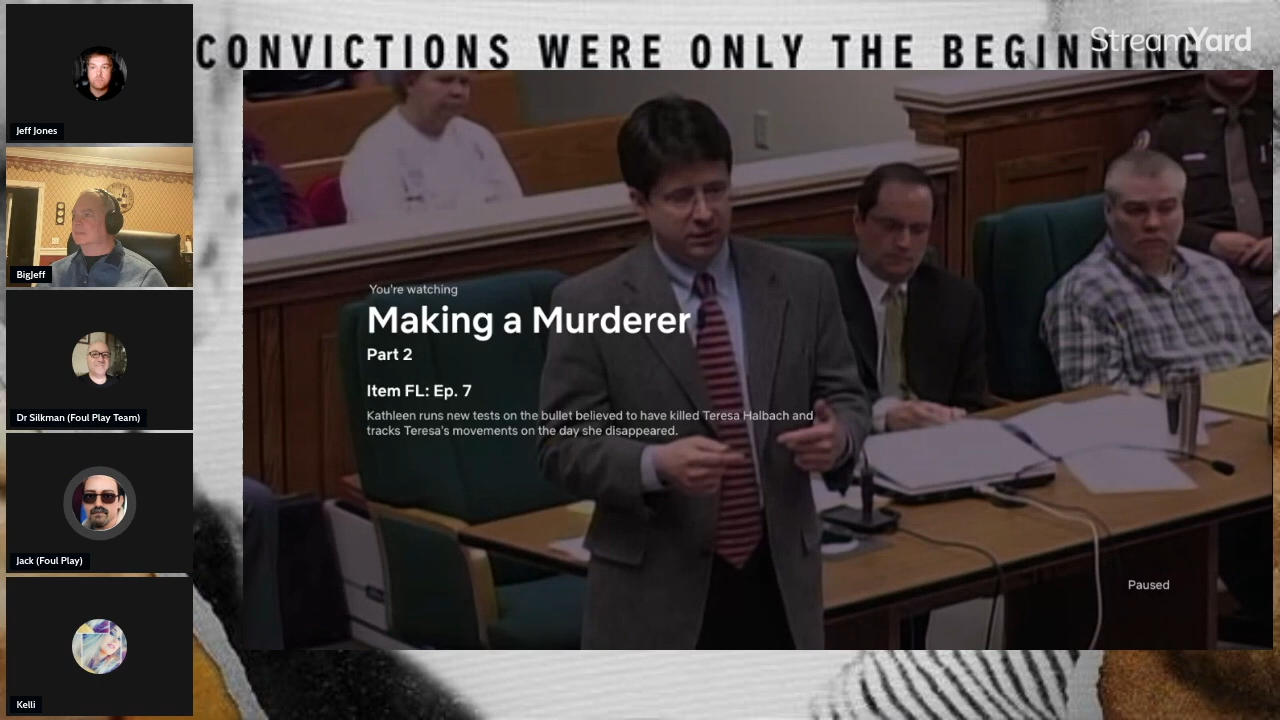 CONVICTIONS WERE ONLY THE BEGINNING
StreamYard
Jeff Jones
BigJeff
Dr Silkman (Foul Play Team)
Jack (Foul Play)
Kelli
You're watching
Making a Murderer
Part 2
Item FL: Ep. 7
Kathleen runs new tests on the bullet believed to have killed Teresa Halbach and
tracks Teresa's movements on the day she disappeared.
Paused